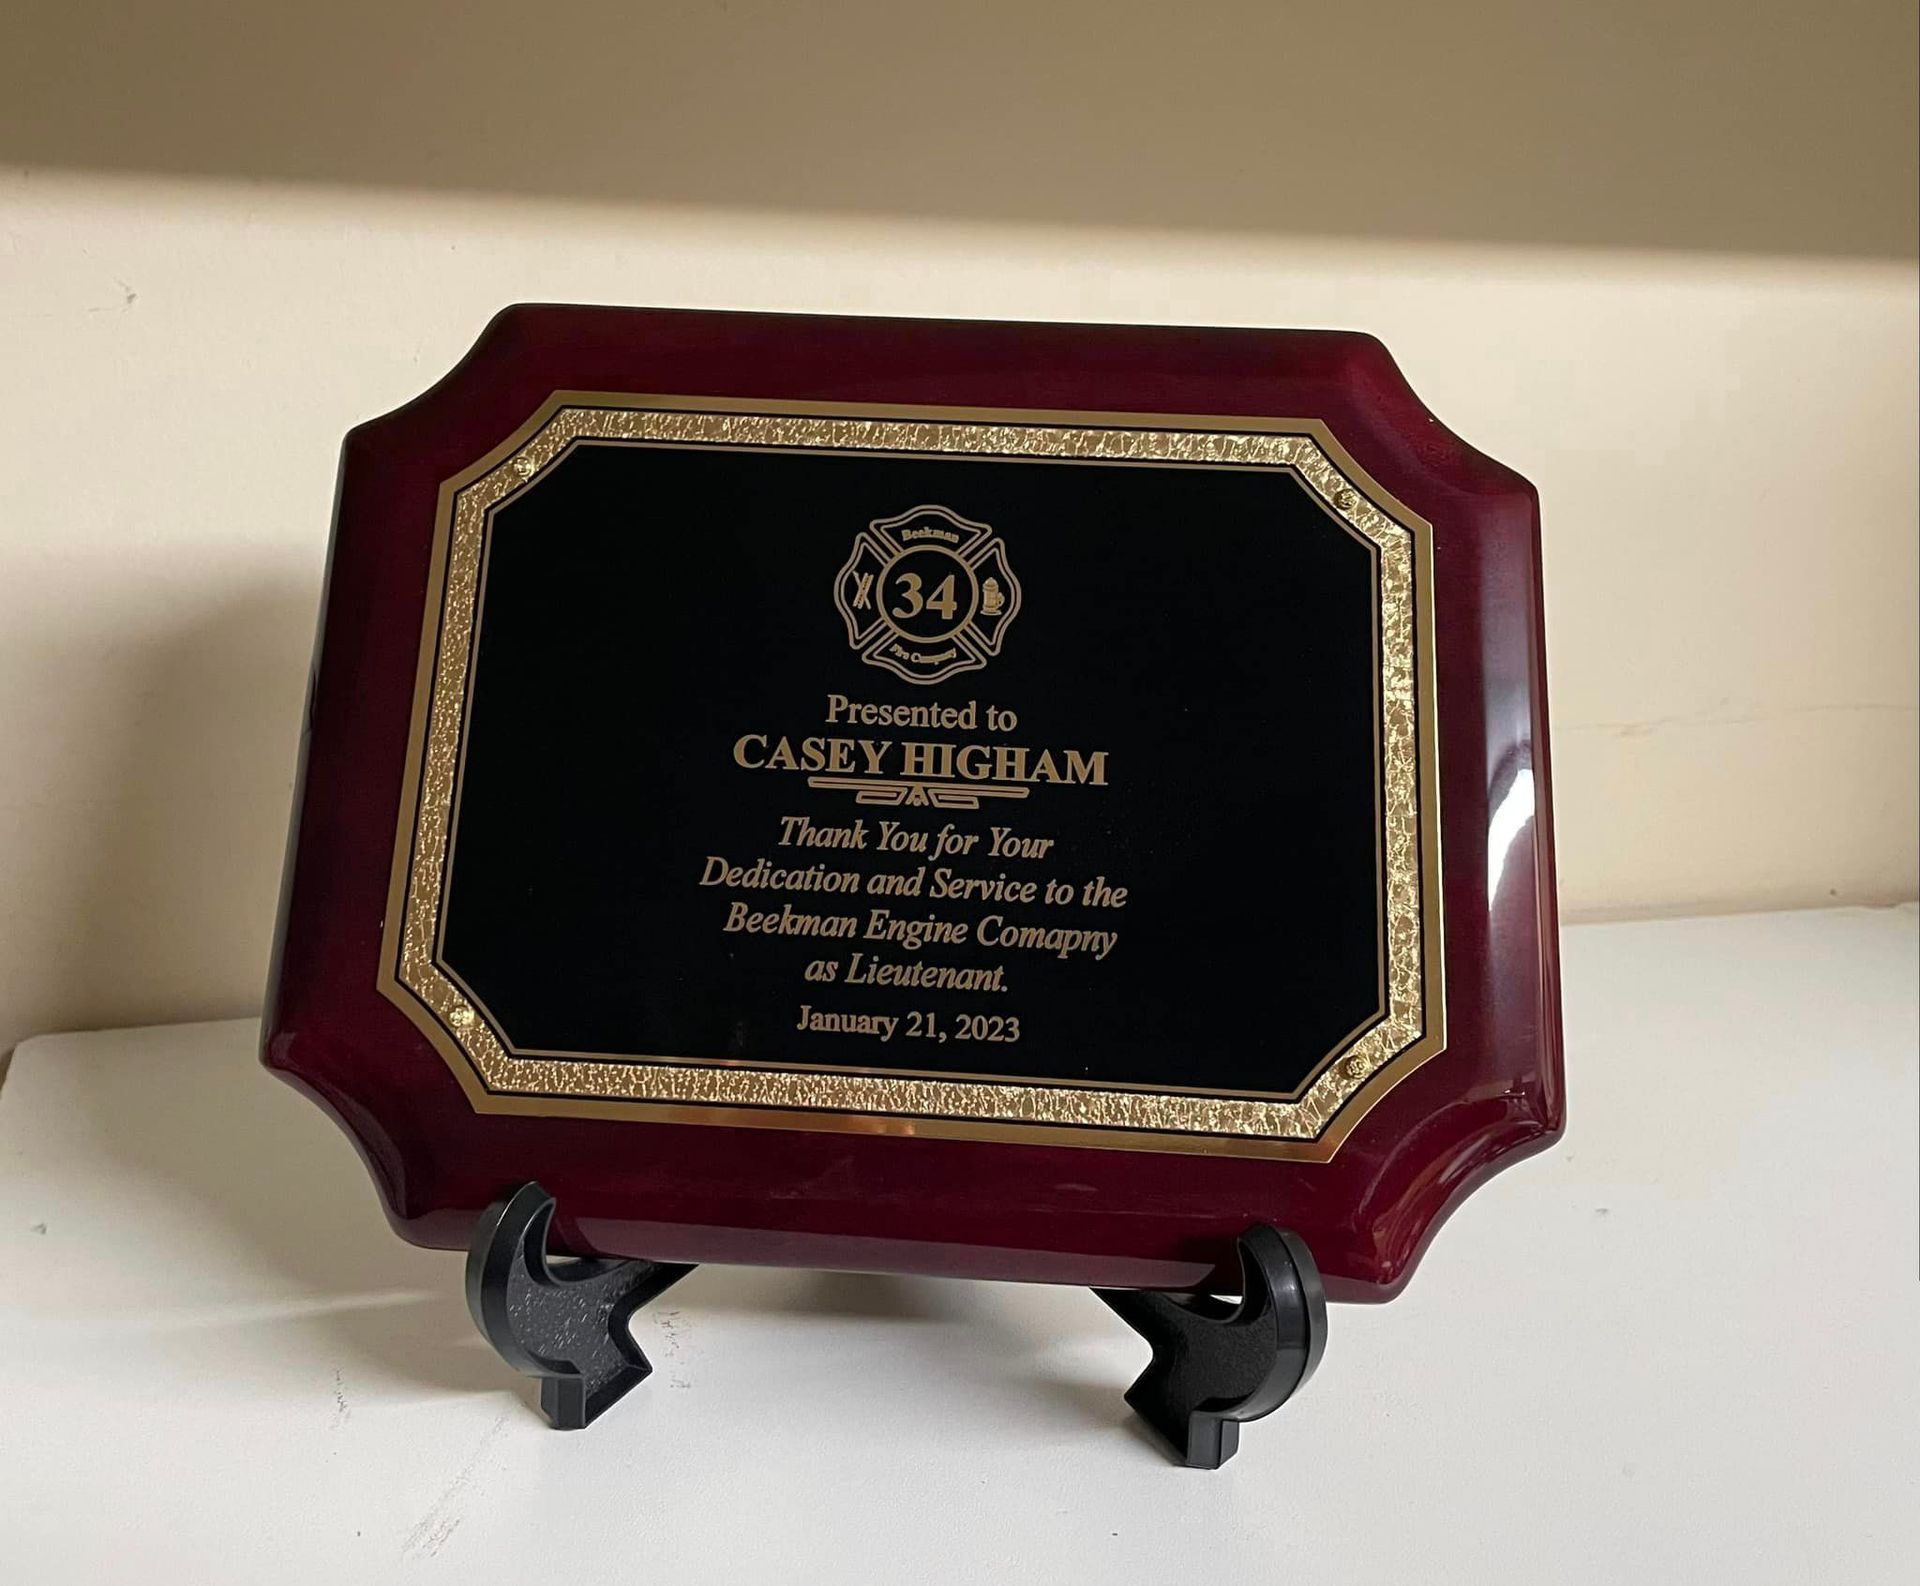 Beekman
34
Fire Company
Presented to
CASEY HIGHAM
Thank You for Your
Dedication and Service to the
Beekman Engine Comapny
as Lieutenant.
January 21, 2023